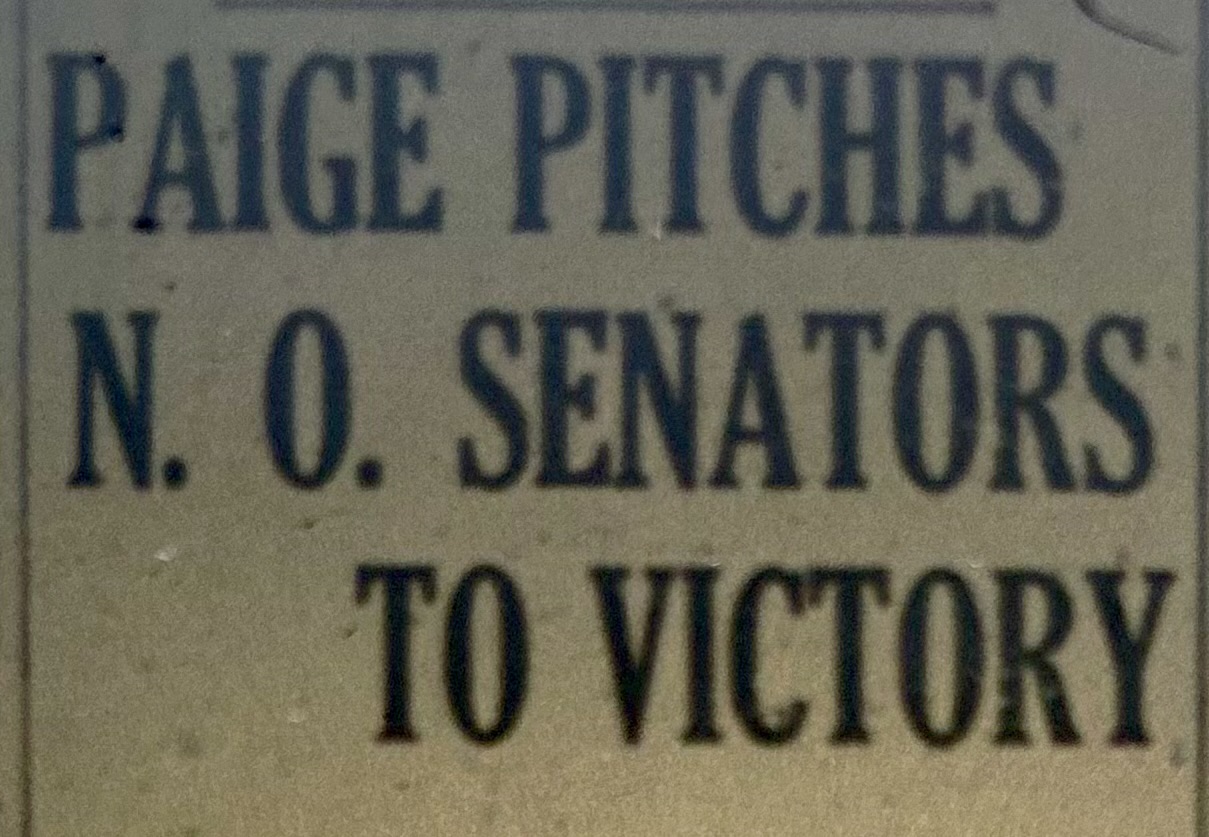 PAIGE PITCHES
N. O. SENATORS
TO VICTORY